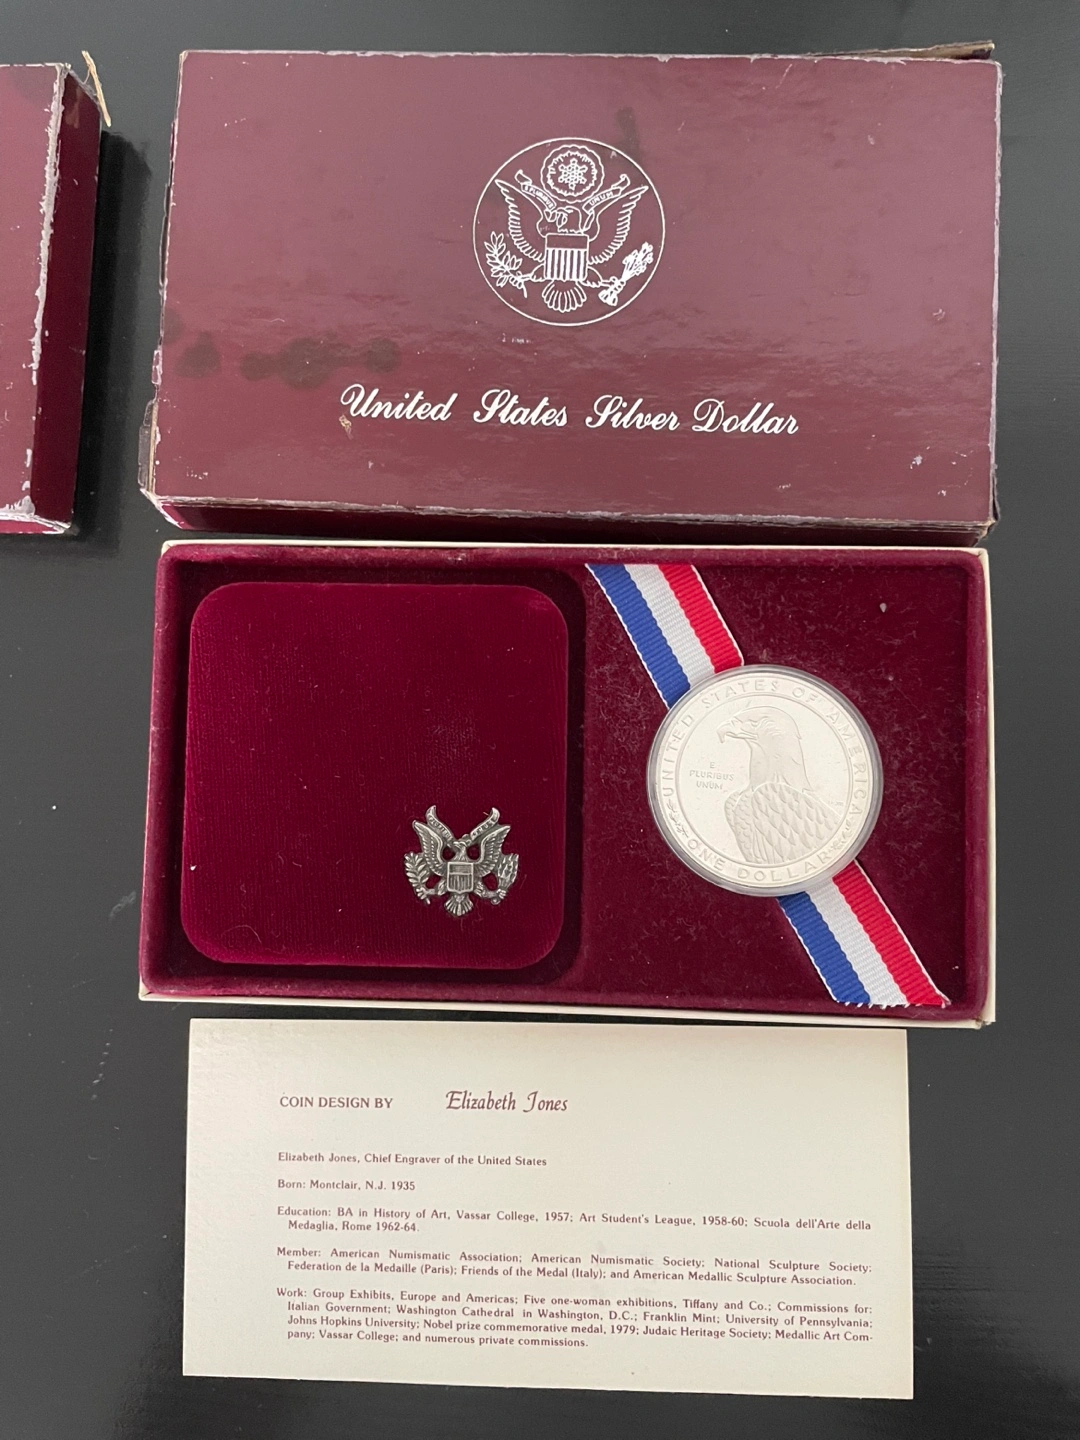 UNUM
United States Silver Dollar
UNITED STATES OF AMERICA
E
PLURIBUS
UNUM
ONE DOLLAR
COIN DESIGN BY Elizabeth Jones
Elizabeth Jones, Chief Engraver of the United States
Born: Montclair, N.J. 1935
Education: BA in History of Art, Vassar College, 1957; Art Student's League, 1958-60; Scuola dell'Arte della
Medaglia, Rome 1962-64.
Member: American Numismatic Association; American Numismatic Society; National Sculpture Society;
Federation de la Medaille (Paris); Friends of the Medal (Italy); and American Medallic Sculpture Association.
Work: Group Exhibits, Europe and Americas; Five one-woman exhibitions, Tiffany and Co.; Commissions for:
Italian Government; Washington Cathedral in Washington, D.C.; Franklin Mint; University of Pennsylvania;
Johns Hopkins University; Nobel prize commemorative medal, 1979; Judaic Heritage Society; Medallic Art Com-
pany; Vassar College; and numerous private commissions.